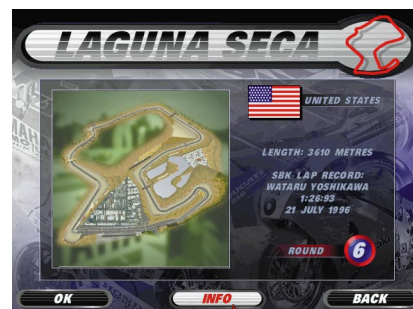 LAGUNA SECA
UNITED STATES
LENGTH: 3610 METRES
SBK LAP RECORD:
WATARU YOSHIKAWA
1:26:93
21 JULY 1996
ROUND 6
OK
INFO
BACK